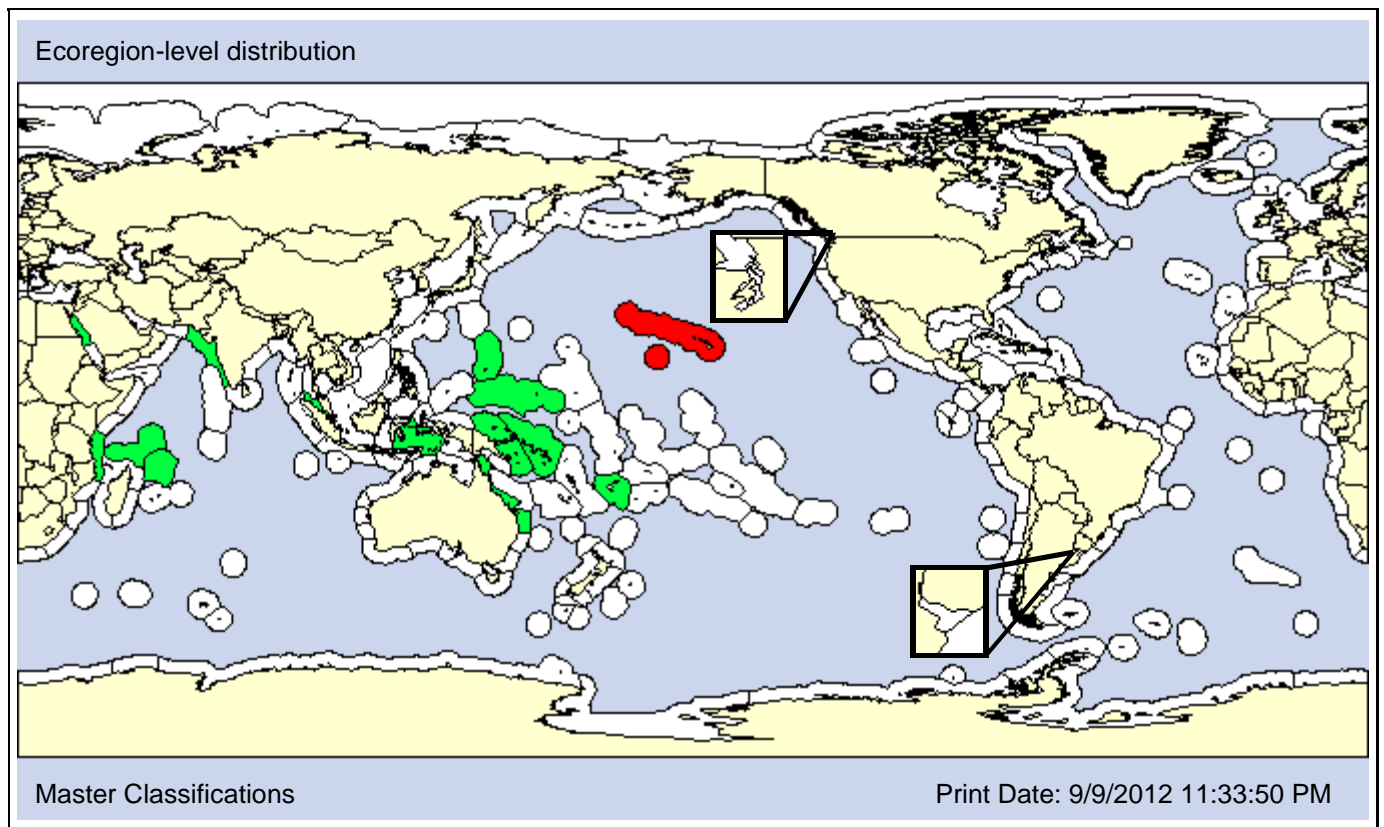 Ecoregion-level distribution
Master Classifications
Print Date: 9/9/2012 11:33:50 PM